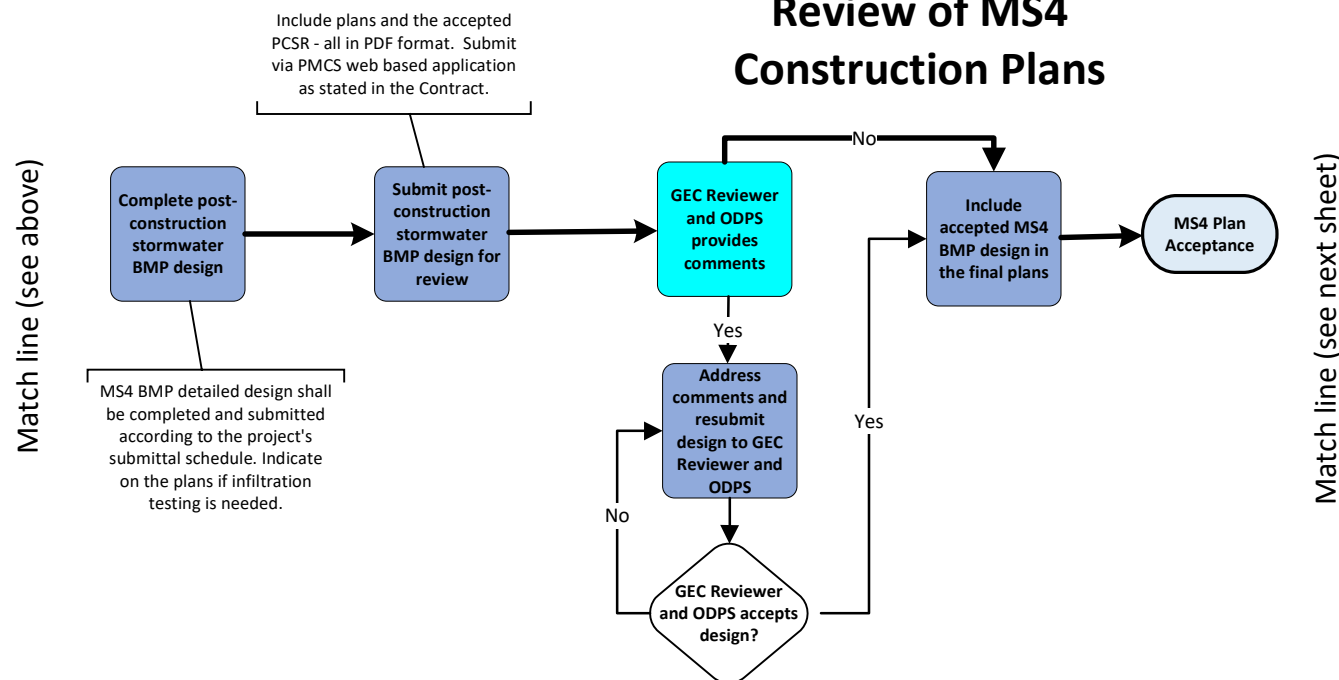 Review of MS4
Construction Plans
Include plans and the accepted
PCSR - all in PDF format.  Submit
via PMCS web based application
as stated in the Contract.
Match line (see above)
Complete post-
construction
stormwater
BMP design
Submit post-
construction
stormwater
BMP design for
review
GEC Reviewer
and ODPS
provides
comments
No
Include
accepted MS4
BMP design in
the final plans
MS4 Plan
Acceptance
Match line (see next sheet)
Yes
MS4 BMP detailed design shall
be completed and submitted
according to the project's
submittal schedule. Indicate
on the plans if infiltration
testing is needed.
Address
comments and
resubmit
design to GEC
Reviewer and
ODPS
Yes
No
GEC Reviewer
and ODPS accepts
design?